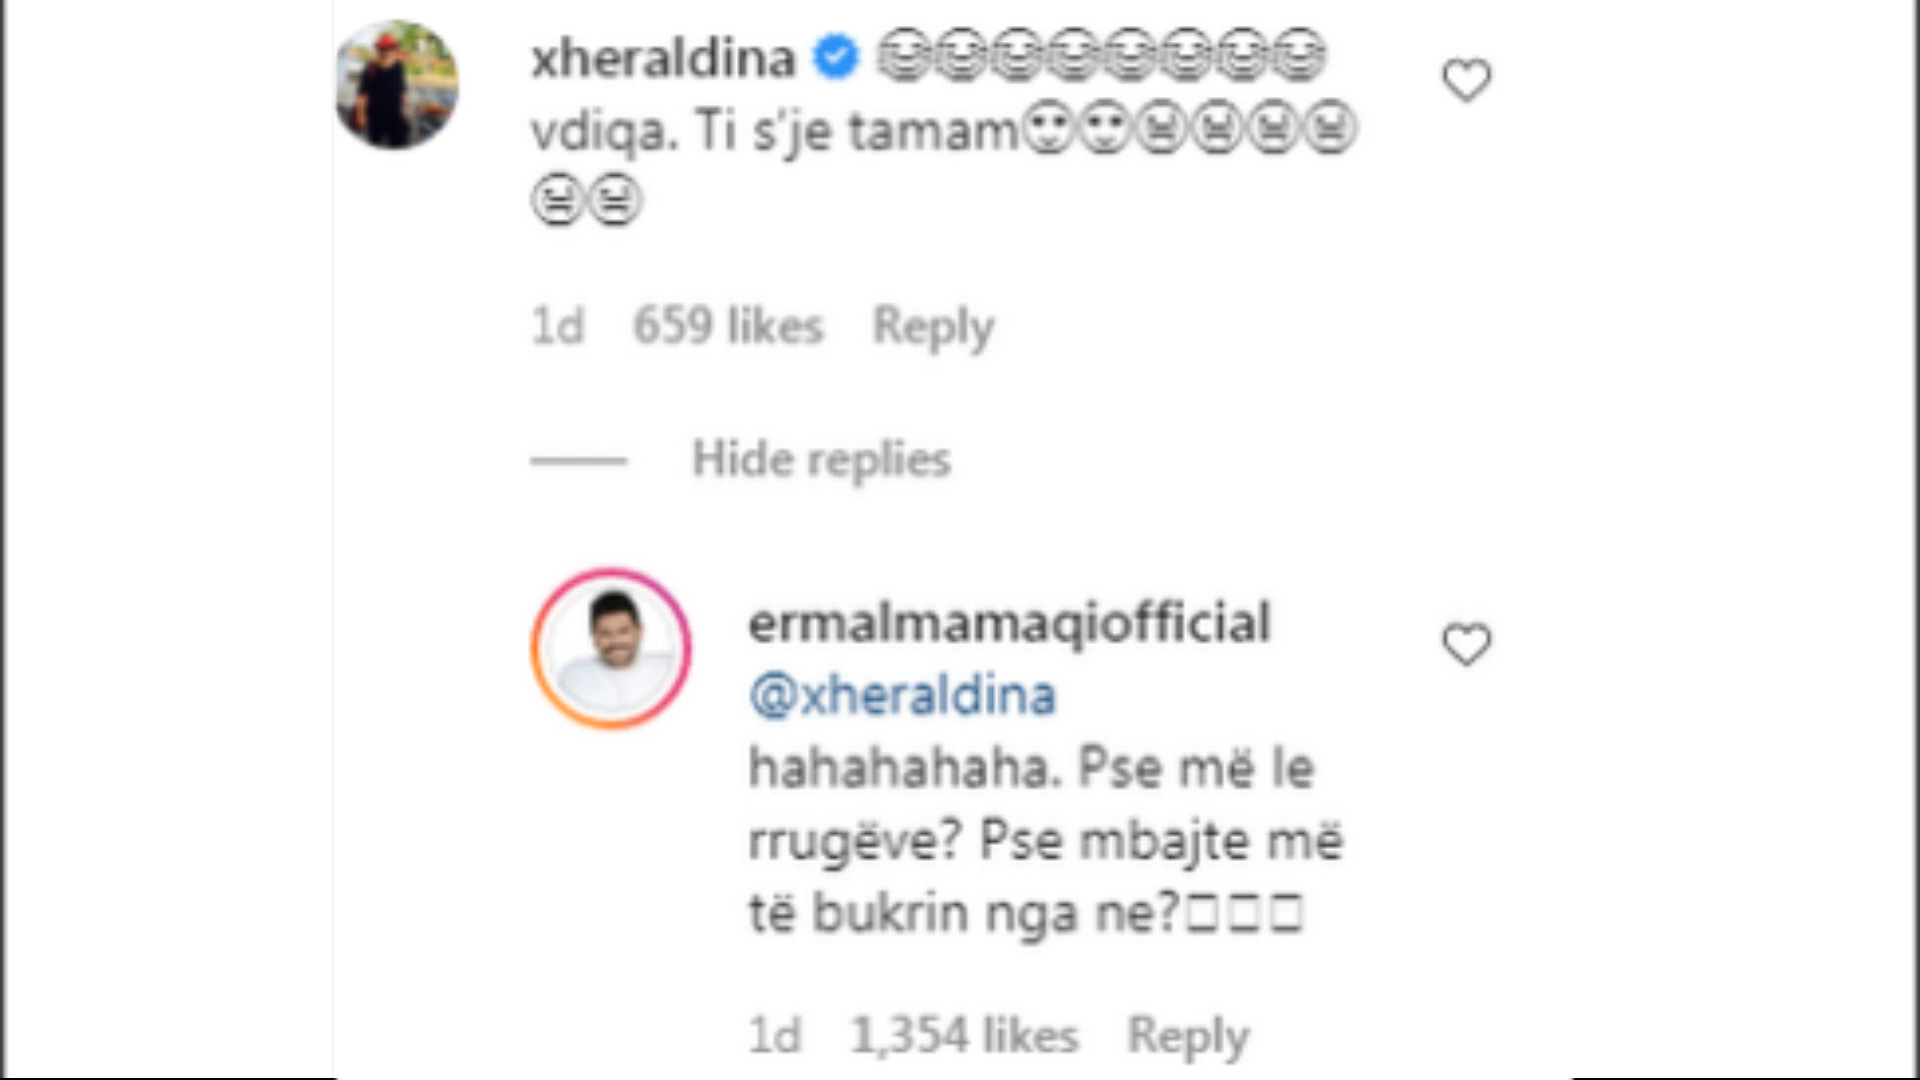 xheraldina 😂😂😂😂😂😂😂😂
vdiqa. Ti s'je tamam
1d 659 likes Reply
Hide replies
ermalmamaqiofficial
@xheraldina
hahahahaha. Pse më le
rrugëve? Pse mbajte më
të bukrin nga ne?
1d 1,354 likes Reply